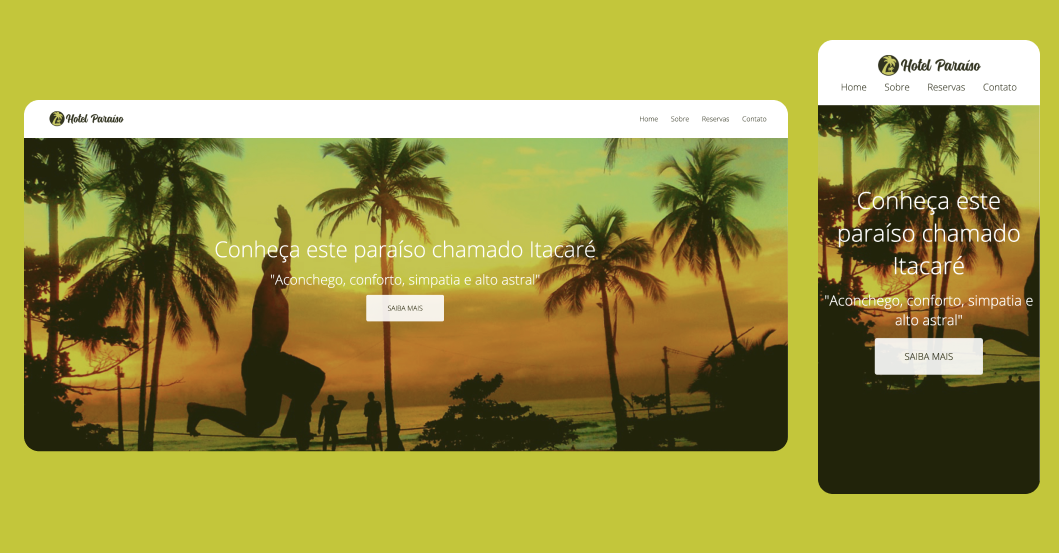 Hotel Paraíso
Home Sobre Reservas Contato
Conheça este paraíso chamado Itacaré
"Aconchego, conforto, simpatia e alto astral"
SAIBA MAIS
Hotel Paraíso
Home Sobre Reservas Contato
Conheça este
paraíso chamado
Itacaré
"Aconchego, conforto, simpatia e
alto astral"
SAIBA MAIS